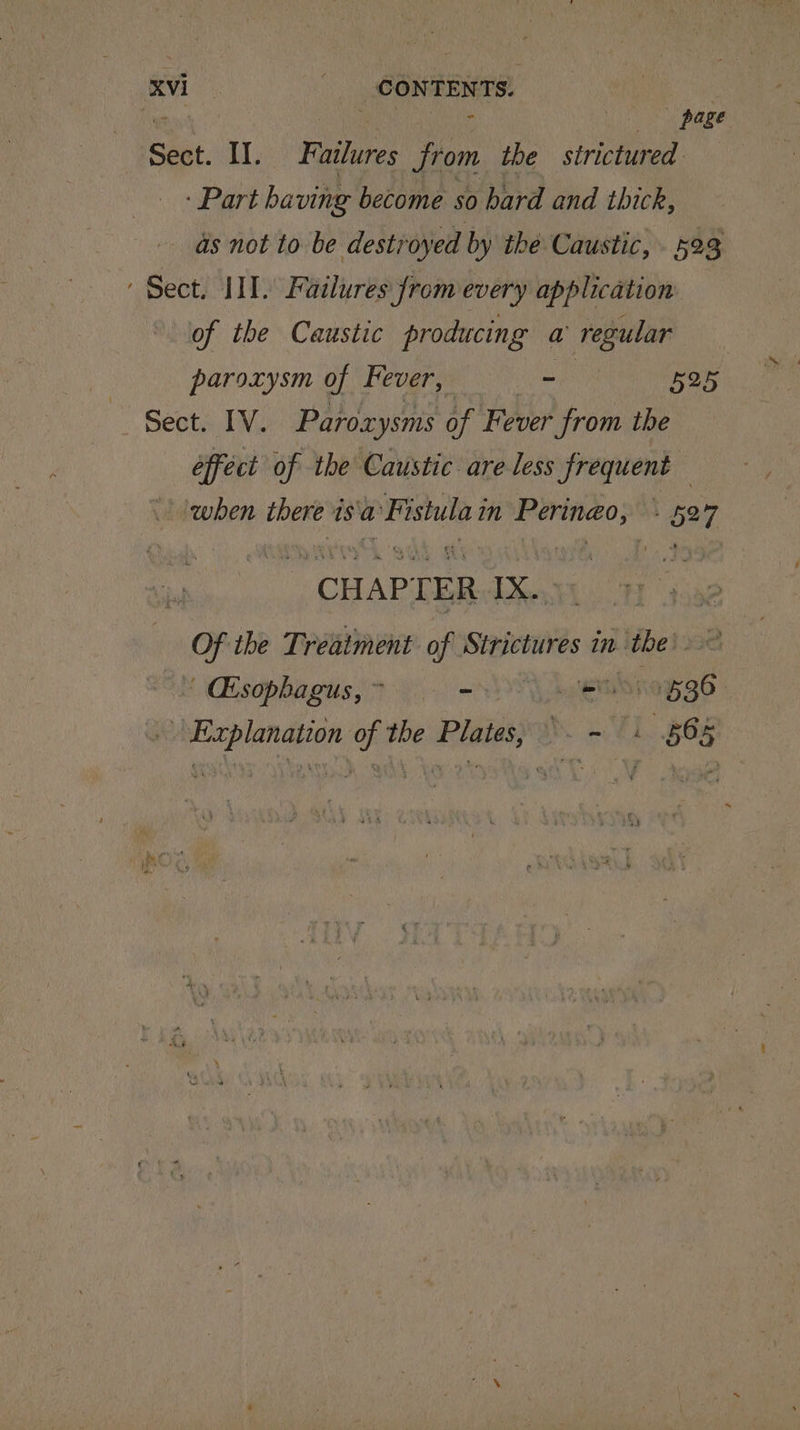 xvi CONTENTS.
page
Sect. II. Failures from the strictured
Part having become so hard and thick,
as not to be destroyed by the Caustic, 523
Sect. III. Failures from every application
of the Caustic producing a regular
paroxysm of Fever, - 525
Sect. IV. Paroxysms of Fever from the
effect of the Caustic are less frequent
when there is a Fistula in Perinæo, - 527
CHAPTER IX.
Of the Treatment of Strictures in the
Œsophagus, - - 536
Explanation of the Plates, - 565